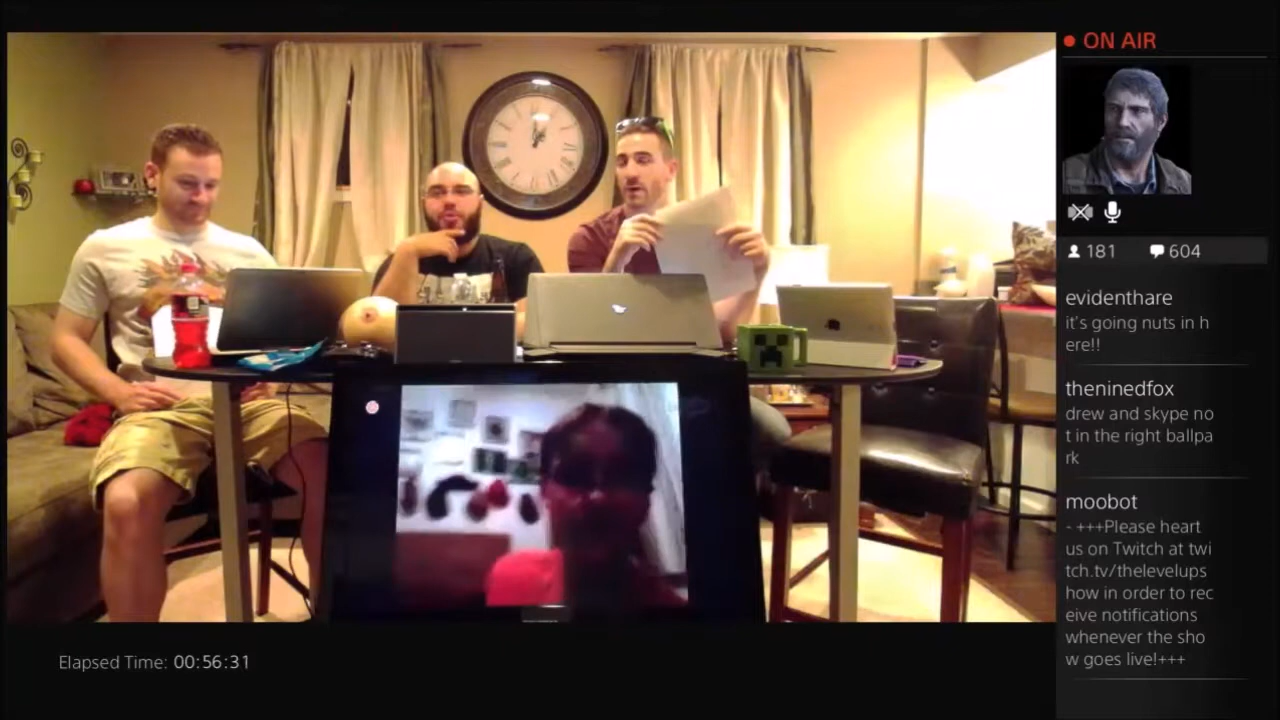 ON AIR
181 604
evidenthare
it's going nuts in h
ere!!
theninedfox
drew and skype no
t in the right ballpa
rk
moobot
- +++Please heart
us on Twitch at twi
tch.tv/thelevelups
how in order to rec
eive notifications
whenever the sho
w goes live!+++
Elapsed Time: 00:56:31